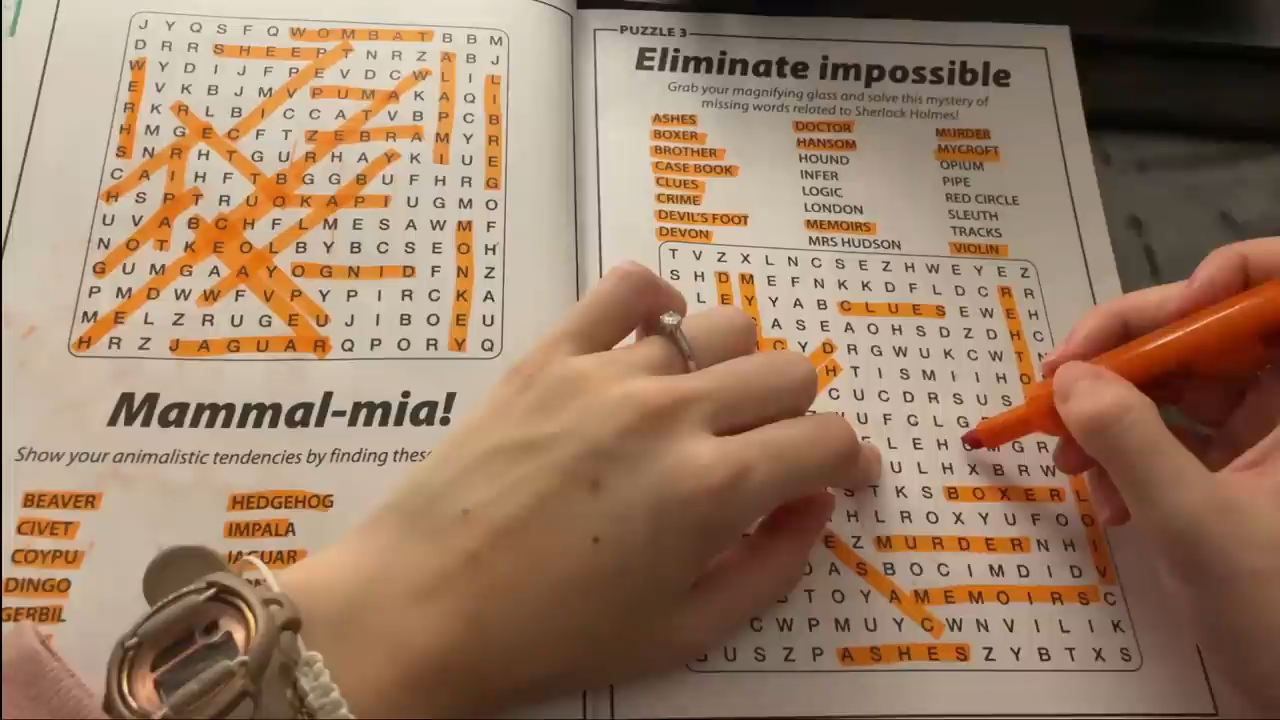 J Y Q S F Q W O M B A T B B M
D R R S H E E P T N R Z A B J
W Y D I J F P E V D C W L I L
E V K B J M V P U M A K A Q I
R K R L B I C C A T V B P C B
H M G E C F T Z E B R A M Y R
S N R H T G U R H A Y K I U E
C A I H F T B G G B U F H R G
H S P T R U O K A P I U G M O
U V A B C H F L M E S A W M F
N O T K E O L B Y B C S E O H
G U M G A A Y O G N I D F N Z
P M D W W F V P Y P I R C K A
M E L Z R U G E U J I B O E U
H R Z J A G U A R Q P O R Y Q
Mammal-mia!
Show your animalistic tendencies by finding these
BEAVER HEDGEHOG
CIVET IMPALA
COYPU JAGUAR
DINGO
GERBIL
PUZZLE 3
Eliminate impossible
Grab your magnifying glass and solve this mystery of
missing words related to Sherlock Holmes!
ASHES DOCTOR MURDER
BOXER HANSOM MYCROFT
BROTHER HOUND OPIUM
CASE BOOK INFER PIPE
CLUES LOGIC RED CIRCLE
CRIME LONDON SLEUTH
DEVIL'S FOOT MEMOIRS TRACKS
DEVON MRS HUDSON VIOLIN
T V Z X L N C S E Z H W E Y E Z
S H D M E F N K K D F L D C R R
L E Y Y A B C L U E S E W E H
A S E A O H S D Z D H C
C Y D R G W U K C W T N
H T I S M I I H O
C U C D R S U S
U F C L G
L E H O M G R
U L H X B R W
S T K S B O X E R L
H L R O X Y U F O O
E Z M U R D E R N H I
D A S B O C I M D I D V
T O Y A M E M O I R S C
C W P M U Y C W N V I L I K
J U S Z P A S H E S Z Y B T X S